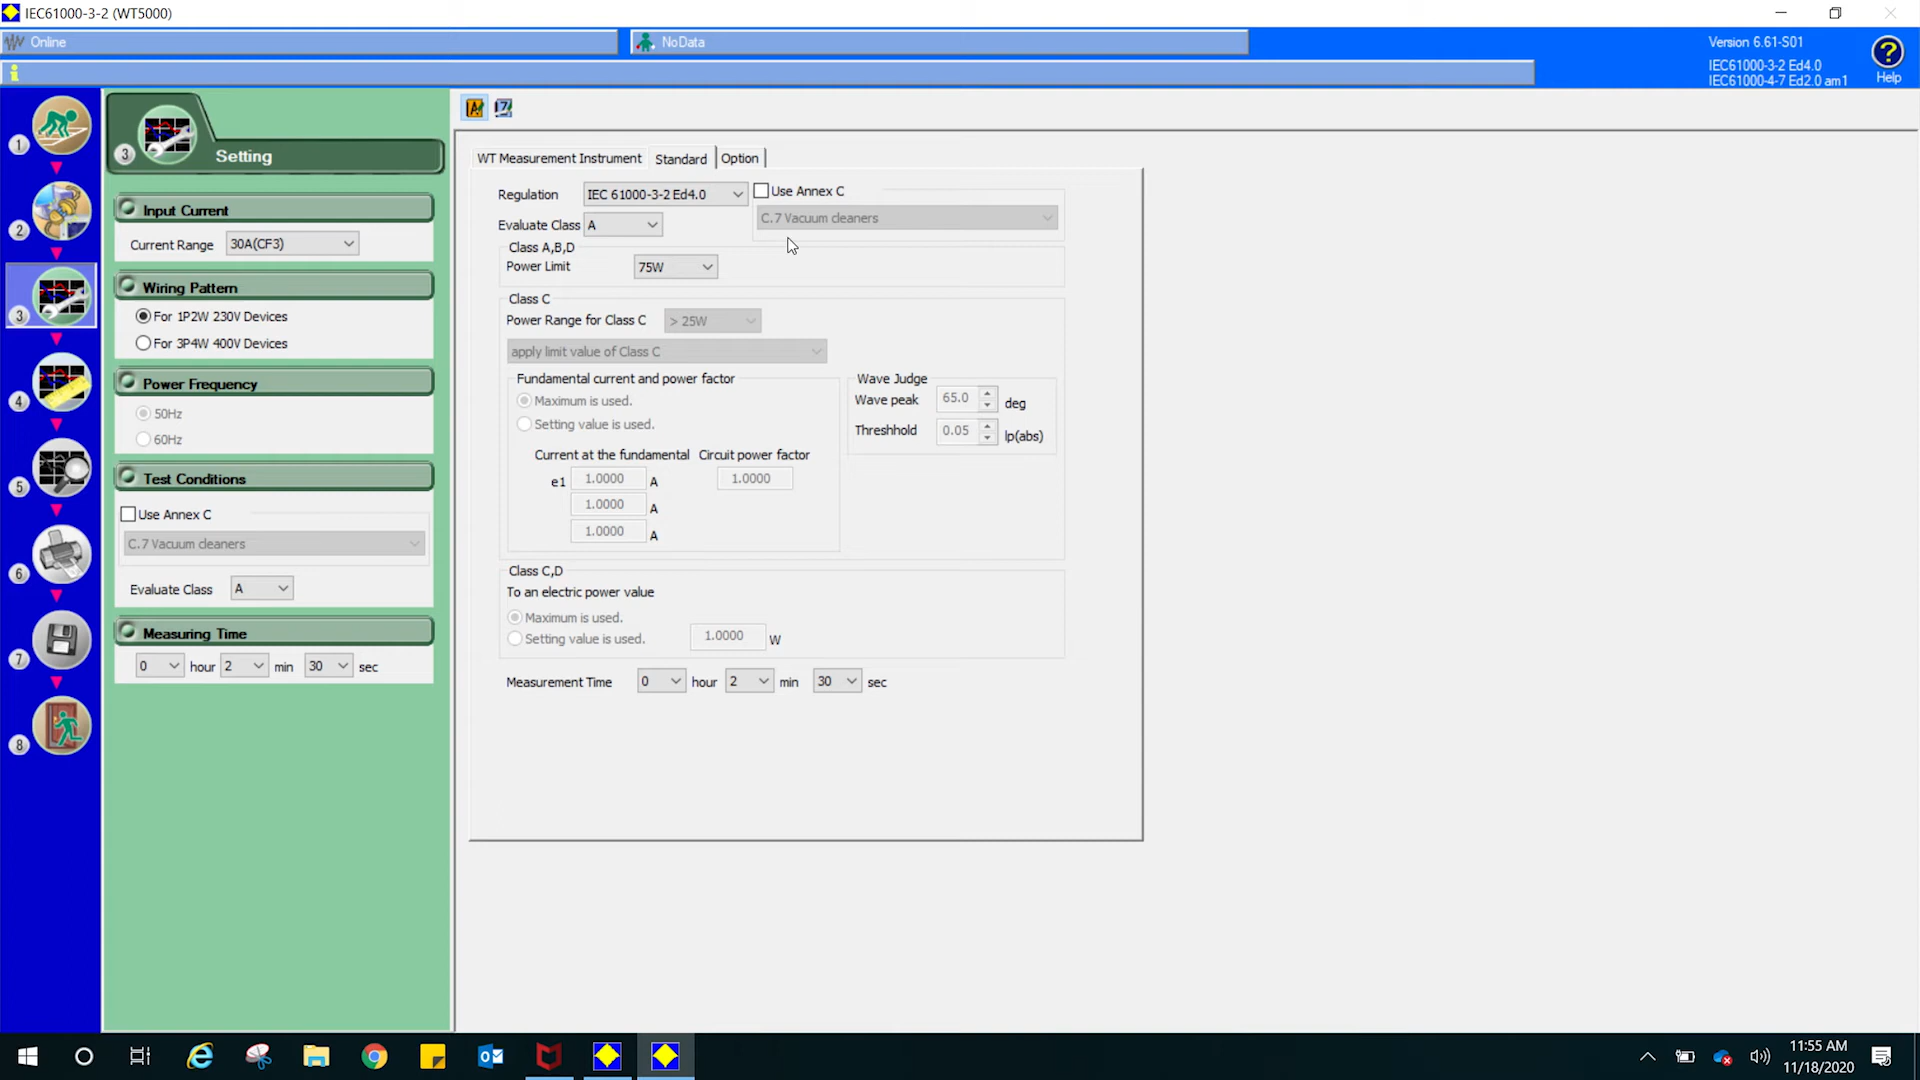 IEC61000-3-2 (WT5000)
Online
NoData
Version 6.61-S01
IEC61000-3-2 Ed4.0
IEC61000-4-7 Ed2.0 am1
Help
1
2
3
4
5
6
7
8
3 Setting
Input Current
Current Range 30A(CF3)
Wiring Pattern
For 1P2W 230V Devices
For 3P4W 400V Devices
Power Frequency
50Hz
60Hz
Test Conditions
Use Annex C
C.7 Vacuum cleaners
Evaluate Class A
Measuring Time
0 hour 2 min 30 sec
WT Measurement Instrument Standard Option
Regulation IEC 61000-3-2 Ed4.0 Use Annex C
C.7 Vacuum cleaners
Evaluate Class A
Class A,B,D
Power Limit 75W
Class C
Power Range for Class C > 25W
apply limit value of Class C
Fundamental current and power factor
Maximum is used.
Setting value is used.
Current at the fundamental Circuit power factor
e1 1.0000 A 1.0000
1.0000 A
1.0000 A
Wave Judge
Wave peak 65.0 deg
Threshhold 0.05 Ip(abs)
Class C,D
To an electric power value
Maximum is used.
Setting value is used. 1.0000 W
Measurement Time 0 hour 2 min 30 sec
11:55 AM
11/18/2020